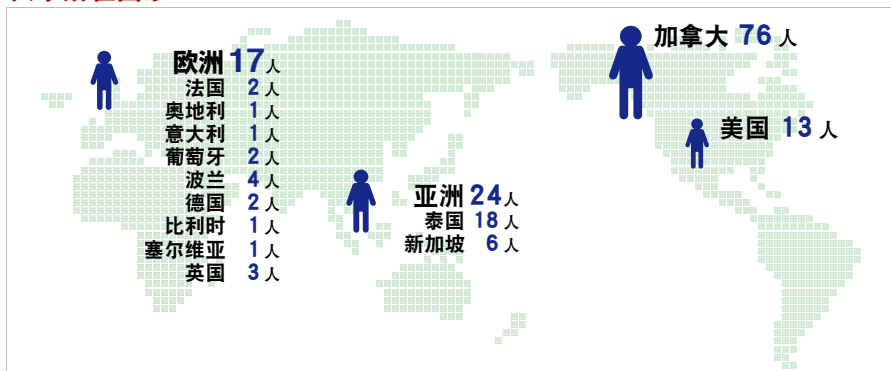 欧洲 17 人
法国 2 人
奥地利 1 人
意大利 1 人
葡萄牙 2 人
波兰 4 人
德国 2 人
比利时 1 人
塞尔维亚 1 人
英国 3 人
亚洲 24 人
泰国 18 人
新加坡 6 人
加拿大 76 人
美国 13 人